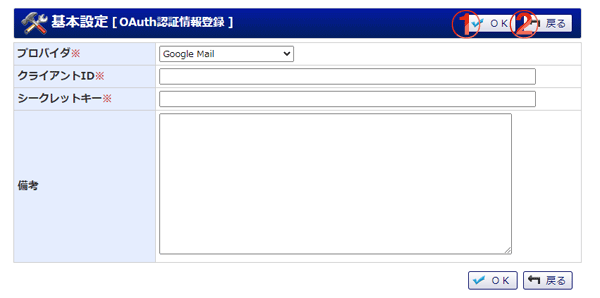 基本設定 [ OAuth認証情報登録 ] ① OK ② 戻る
プロバイダ※ Google Mail
クライアントID※
シークレットキー※
備考
OK 戻る